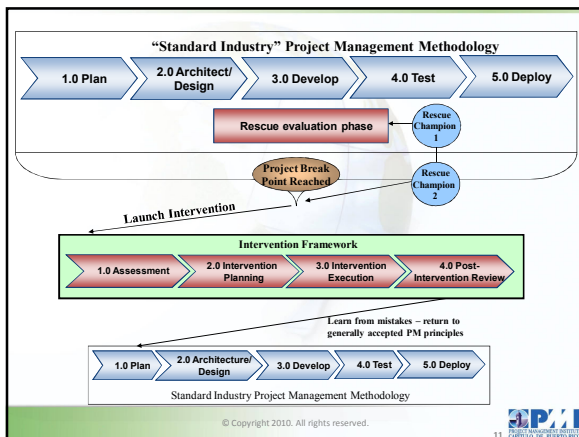 “Standard Industry” Project Management Methodology
1.0 Plan
2.0 Architect/
Design
3.0 Develop
4.0 Test
5.0 Deploy
Rescue evaluation phase
Rescue
Champion
1
Project Break
Point Reached
Rescue
Champion
2
Launch Intervention
Intervention Framework
1.0 Assessment
2.0 Intervention
Planning
3.0 Intervention
Execution
4.0 Post-
Intervention Review
Learn from mistakes – return to
generally accepted PM principles
1.0 Plan
2.0 Architecture/
Design
3.0 Develop
4.0 Test
5.0 Deploy
Standard Industry Project Management Methodology
© Copyright 2010. All rights reserved.
11
PMI
PROJECT MANAGEMENT INSTITUTE
CAPÍTULO DE PUERTO RICO